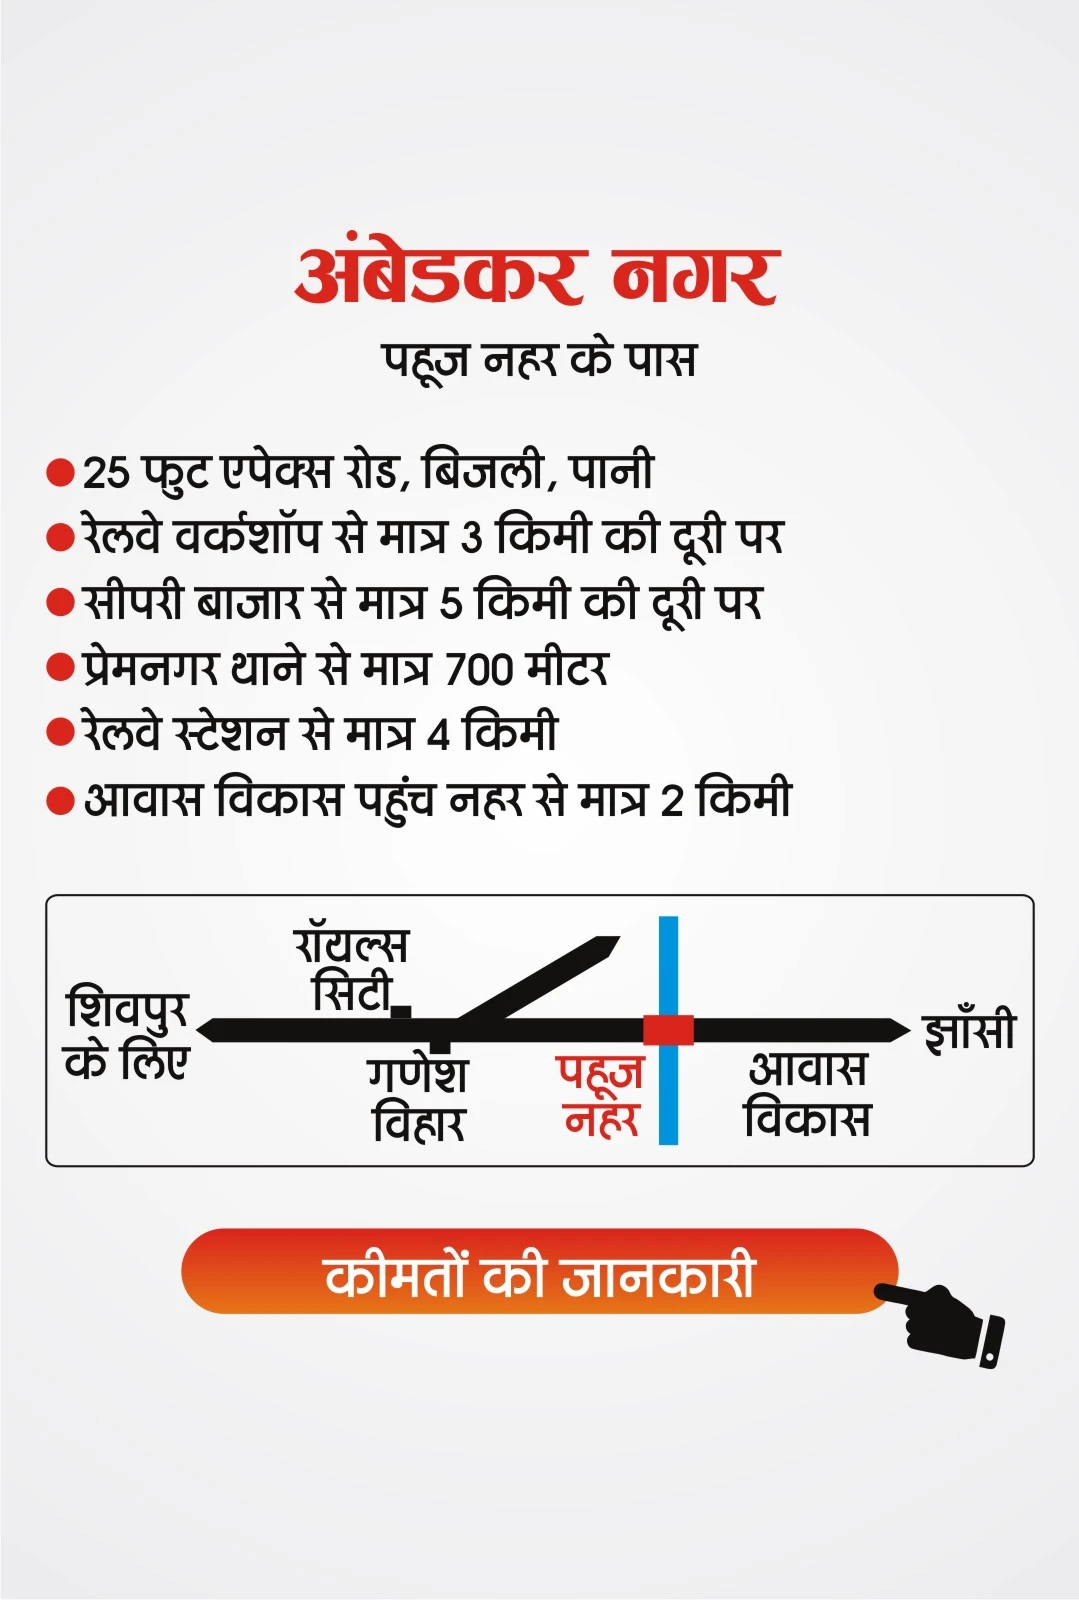 अंबेडकर नगर
पहूज नहर के पास
25 फुट एपेक्स रोड, बिजली, पानी
रेलवे वर्कशॉप से मात्र 3 किमी की दूरी पर
सीपरी बाजार से मात्र 5 किमी की दूरी पर
प्रेमनगर थाने से मात्र 700 मीटर
रेलवे स्टेशन से मात्र 4 किमी
आवास विकास पहुंच नहर से मात्र 2 किमी
रॉयल्स
सिटी
शिवपुर
के लिए
गणेश
विहार
पहूज
नहर
आवास
विकास
झाँसी
कीमतों की जानकारी